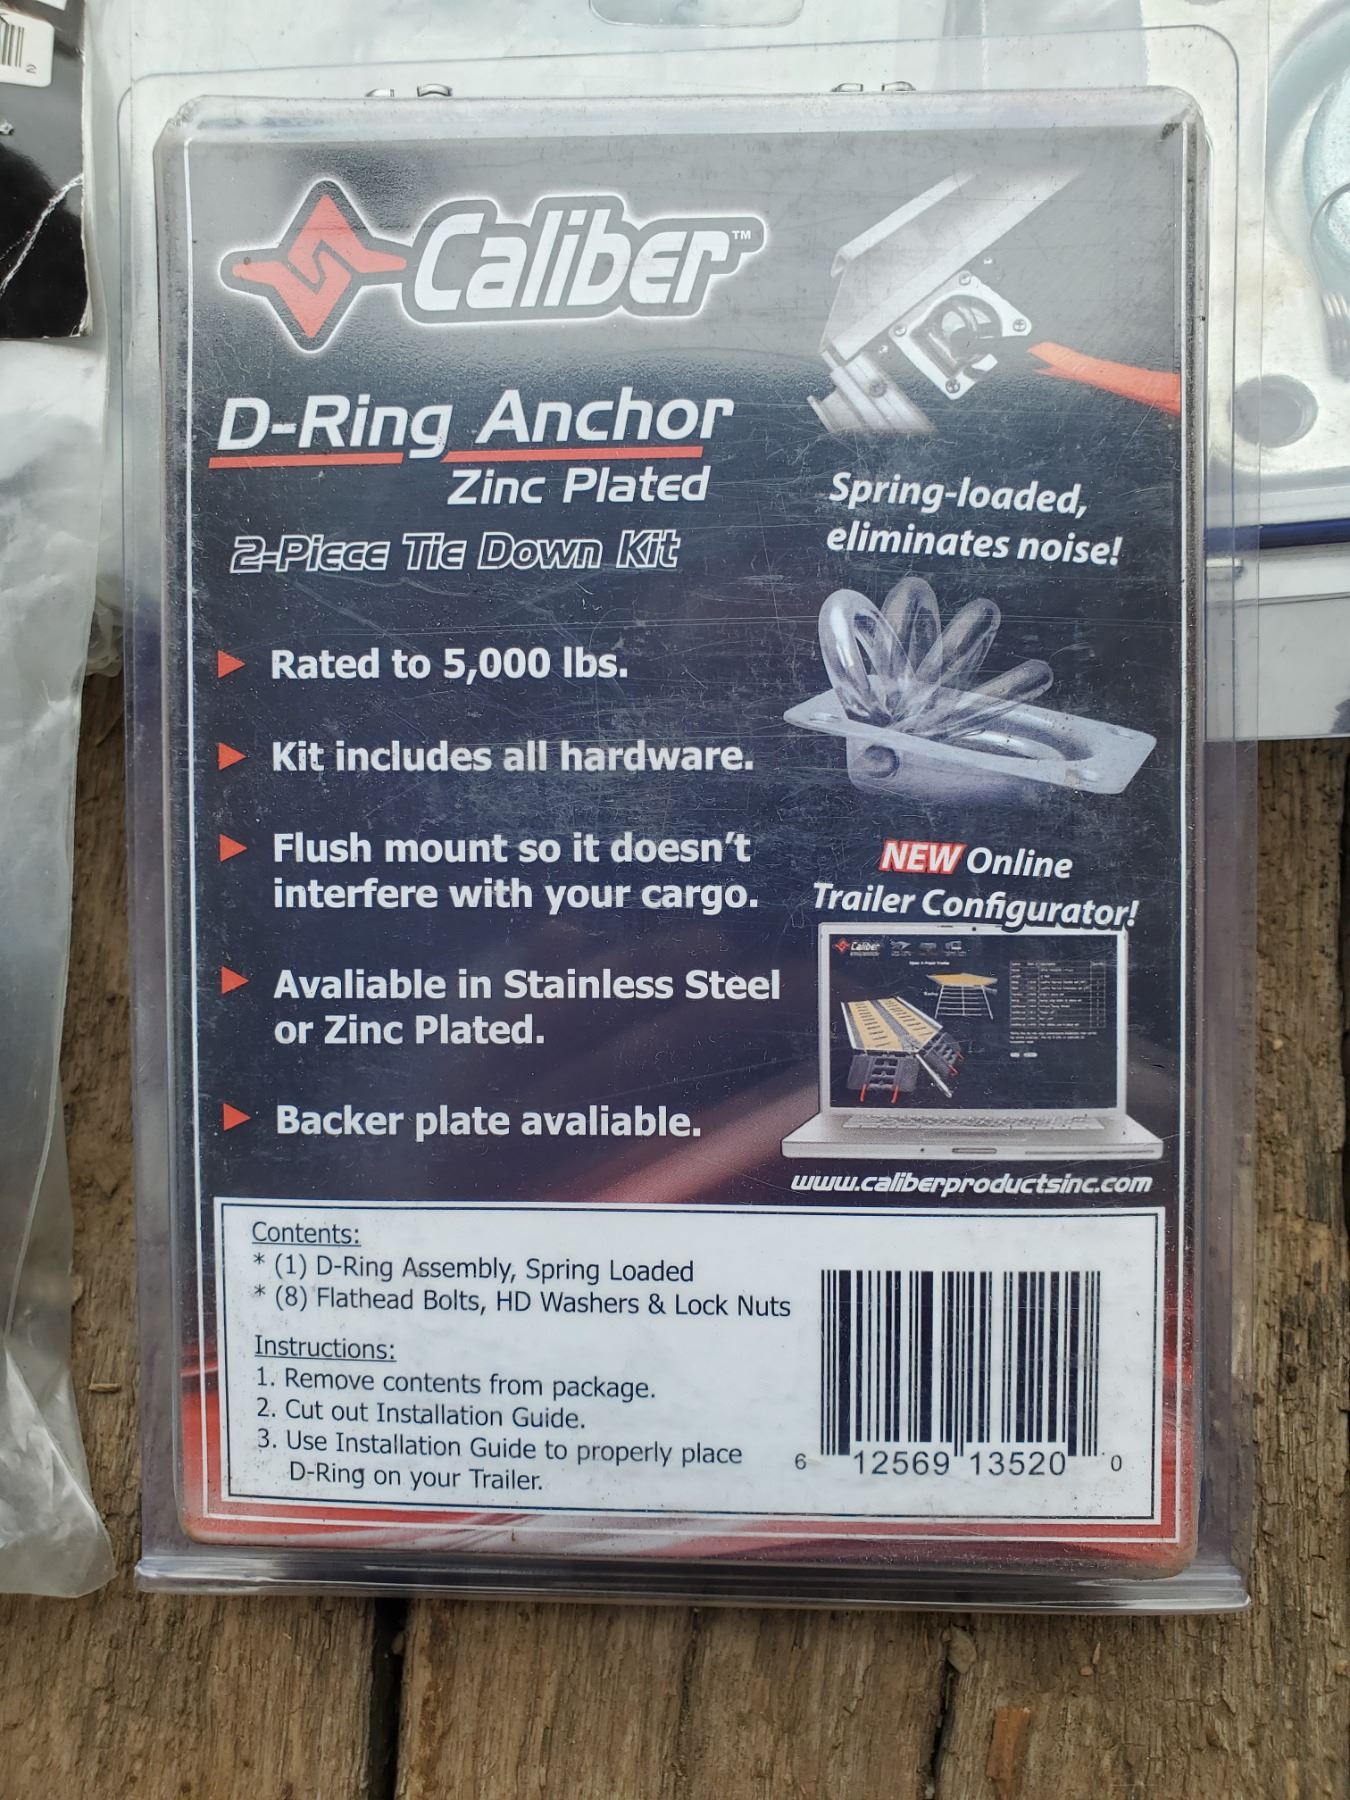 2
Caliber™
D-Ring Anchor
Zinc Plated
2-Piece Tie Down Kit
Rated to 5,000 lbs.
Kit includes all hardware.
Flush mount so it doesn't
interfere with your cargo.
Avaliable in Stainless Steel
or Zinc Plated.
Backer plate avaliable.
Spring-loaded,
eliminates noise!
NEW Online
Trailer Configurator!
Caliber
www.caliberproductsinc.com
Contents:
* (1) D-Ring Assembly, Spring Loaded
* (8) Flathead Bolts, HD Washers & Lock Nuts
Instructions:
1. Remove contents from package.
2. Cut out Installation Guide.
3. Use Installation Guide to properly place
D-Ring on your Trailer.
6 12569 13520 0